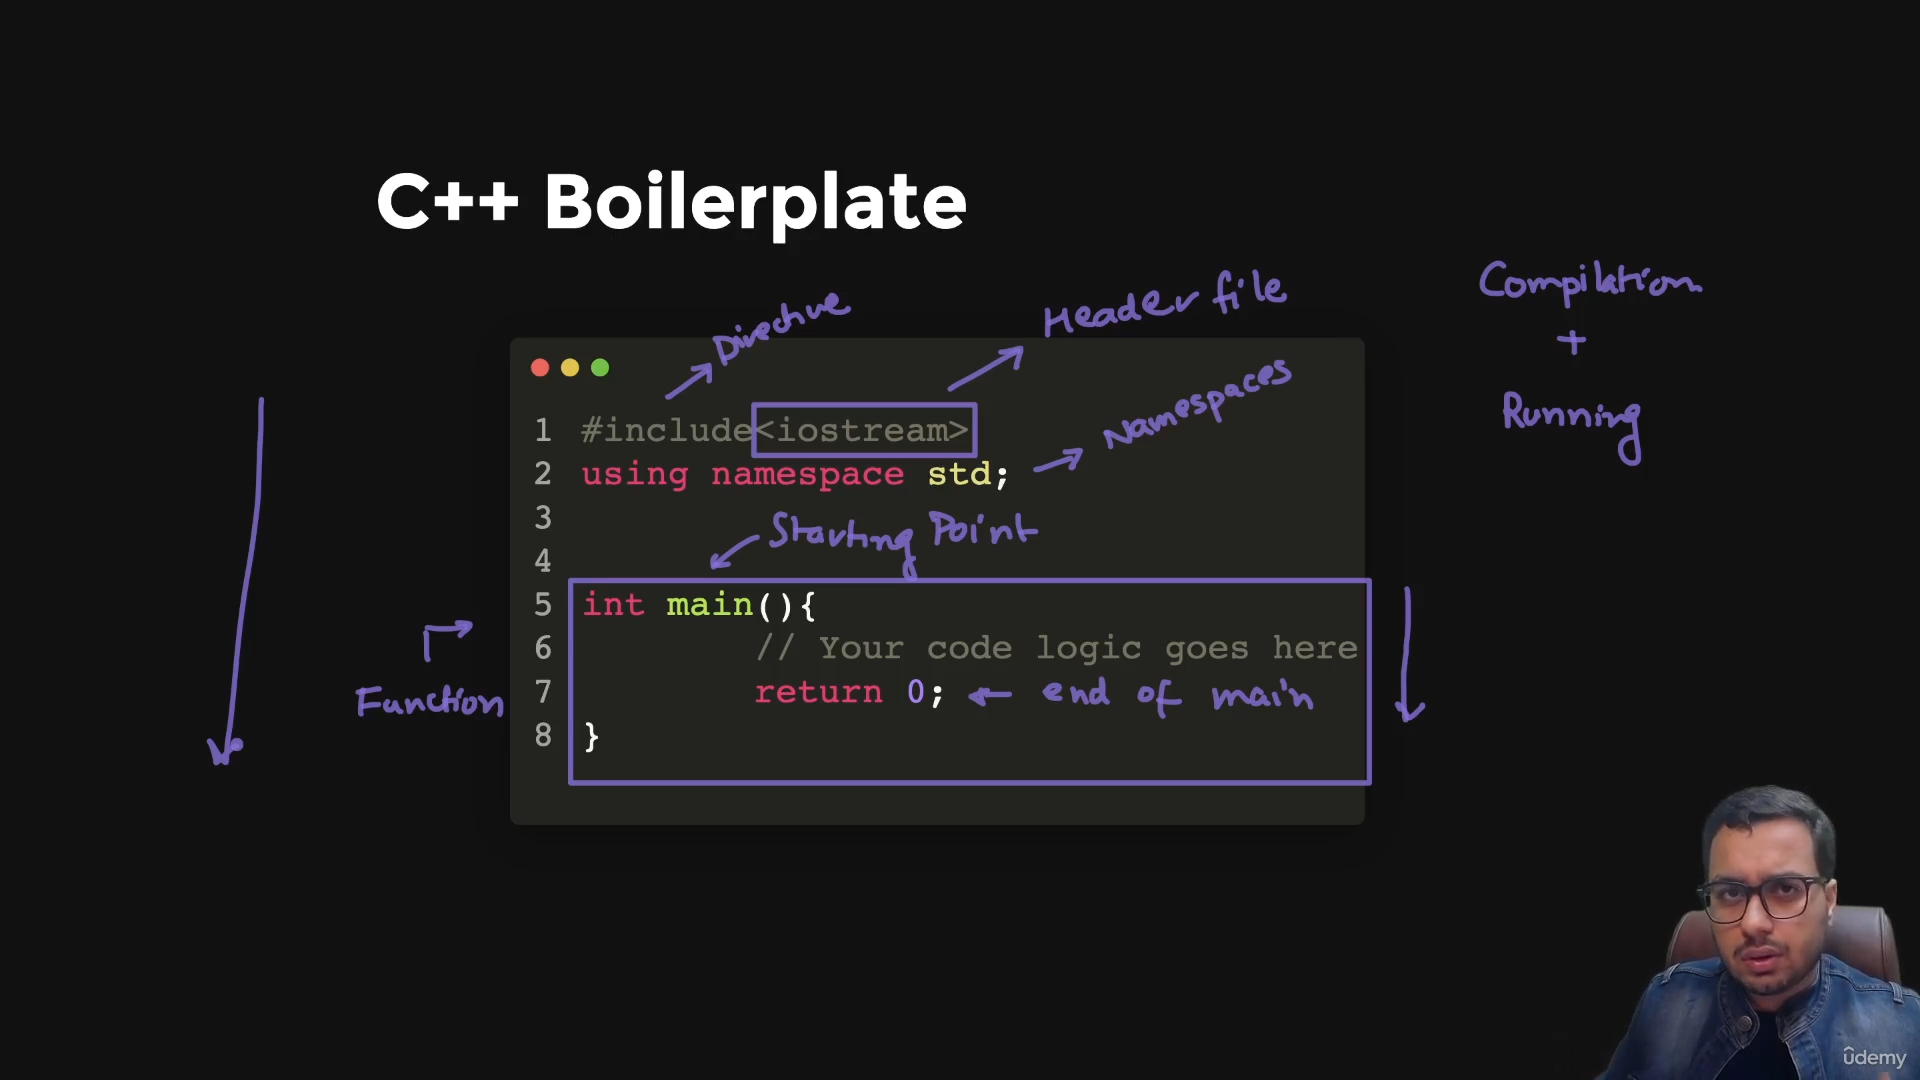 C++ Boilerplate
Directive
Header file
Compilation
+
Running
Namespaces
1 #include<iostream>
2 using namespace std;
3
Starting Point
4
5 int main(){
6 // Your code logic goes here
7 return 0; ← end of main
Function
8 }
udemy